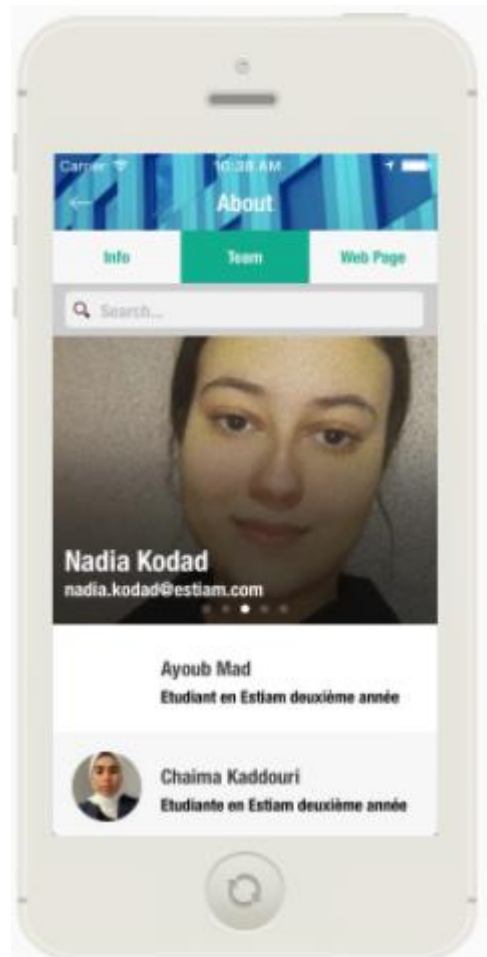 Carrier 10:38 AM
About
Info Team Web Page
Search...
Nadia Kodad
nadia.kodad@estiam.com
Ayoub Mad
Etudiant en Estiam deuxième année
Chaima Kaddouri
Etudiante en Estiam deuxième année